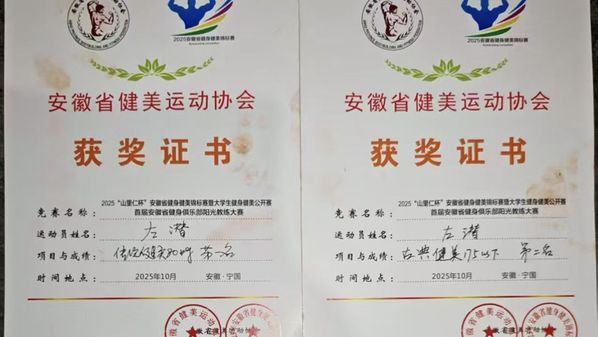 2025安徽省健身健美锦标赛
安徽省健美运动协会
获奖证书
竞赛名称: 2025"山里仁杯"安徽省健身健美锦标赛暨大学生健身健美公开赛
首届安徽省健身俱乐部阳光教练大赛
运动员姓名: 左潜
项目与成绩: 传统健美80kg 第一名
时间地点: 2025年10月 安徽·宁国
2025安徽省健身健美锦标赛
安徽省健美运动协会
获奖证书
竞赛名称: 2025"山里仁杯"安徽省健身健美锦标赛暨大学生健身健美公开赛
首届安徽省健身俱乐部阳光教练大赛
运动员姓名: 左潜
项目与成绩: 古典健美175以下 第二名
时间地点: 2025年10月 安徽·宁国